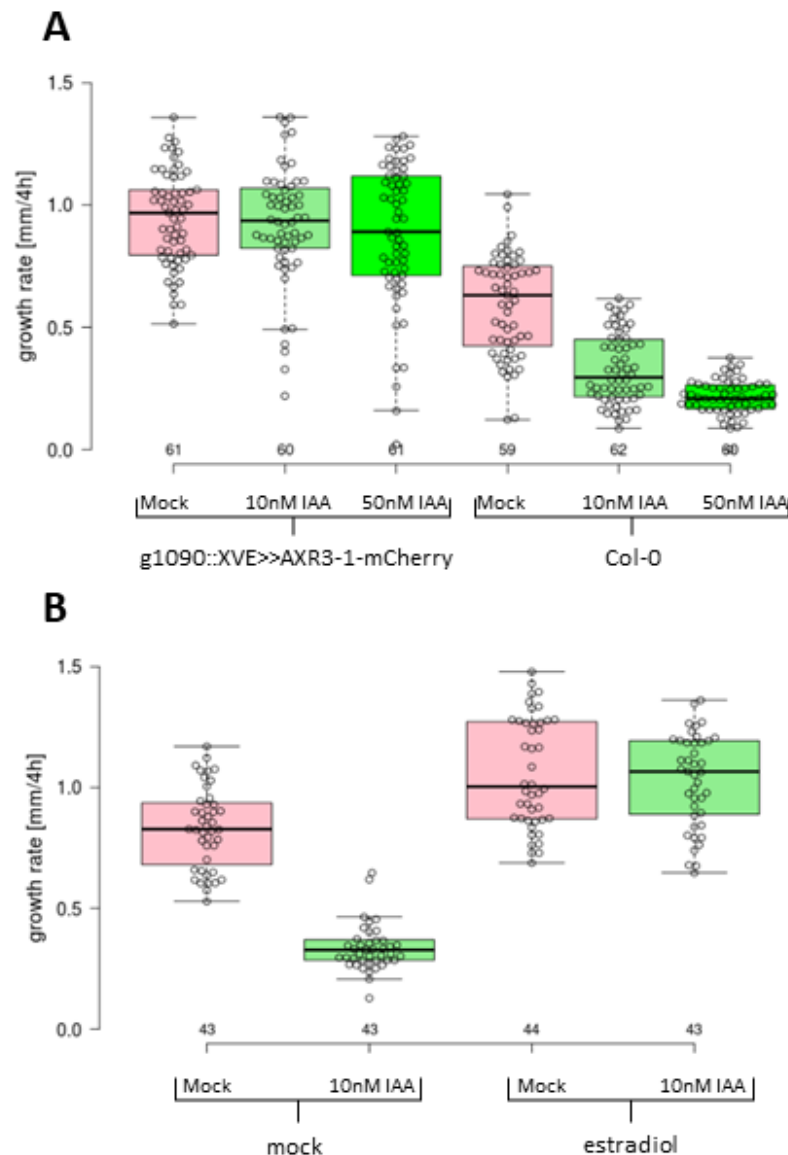 A
growth rate [mm/4h]
1.5
1.0
0.5
0.0
61 60 61 59 62 60
Mock 10nM IAA 50nM IAA Mock 10nM IAA 50nM IAA
g1090::XVE>>AXR3-1-mCherry Col-0
B
growth rate [mm/4h]
1.5
1.0
0.5
0.0
43 43 44 43
Mock 10nM IAA Mock 10nM IAA
mock estradiol